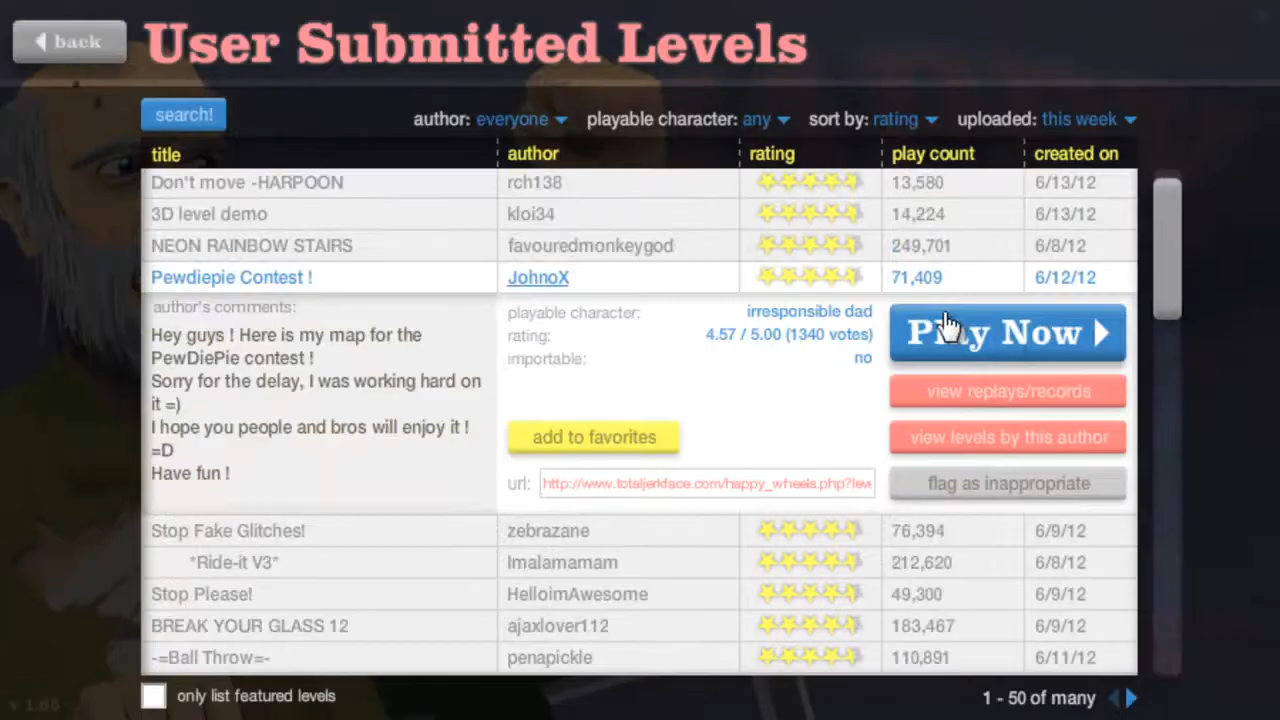 back
User Submitted Levels
search!
author: everyone playable character: any sort by: rating uploaded: this week
title author rating play count created on
Don't move -HARPOON rch138 13,580 6/13/12
3D level demo kloi34 14,224 6/13/12
NEON RAINBOW STAIRS favouredmonkeygod 249,701 6/8/12
Pewdiepie Contest ! JohnoX 71,409 6/12/12
author's comments:
Hey guys ! Here is my map for the
PewDiePie contest !
Sorry for the delay, I was working hard on
it =)
I hope you people and bros will enjoy it !
=D
Have fun !
playable character: irresponsible dad
rating: 4.57 / 5.00 (1340 votes)
importable: no
add to favorites
url: http://www.totaljerkface.com/happy_wheels.php?leve
Play Now
view replays/records
view levels by this author
flag as inappropriate
Stop Fake Glitches! zebrazane 76,394 6/9/12
*Ride-it V3* lmalamamam 212,620 6/8/12
Stop Please! HelloimAwesome 49,300 6/9/12
BREAK YOUR GLASS 12 ajaxlover112 183,467 6/9/12
-=Ball Throw=- penapickle 110,891 6/11/12
only list featured levels
1 - 50 of many